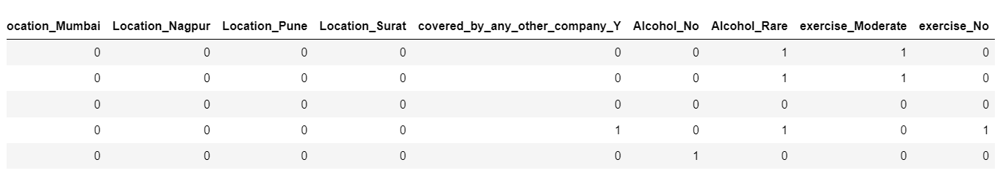 ocation_Mumbai Location_Nagpur Location_Pune Location_Surat covered_by_any_other_company_Y Alcohol_No Alcohol_Rare exercise_Moderate exercise_No
0 0 0 0 0 0 1 1 0
0 0 0 0 0 0 1 1 0
0 0 0 0 0 0 0 0 0
0 0 0 0 1 0 1 0 1
0 0 0 0 0 1 0 0 0